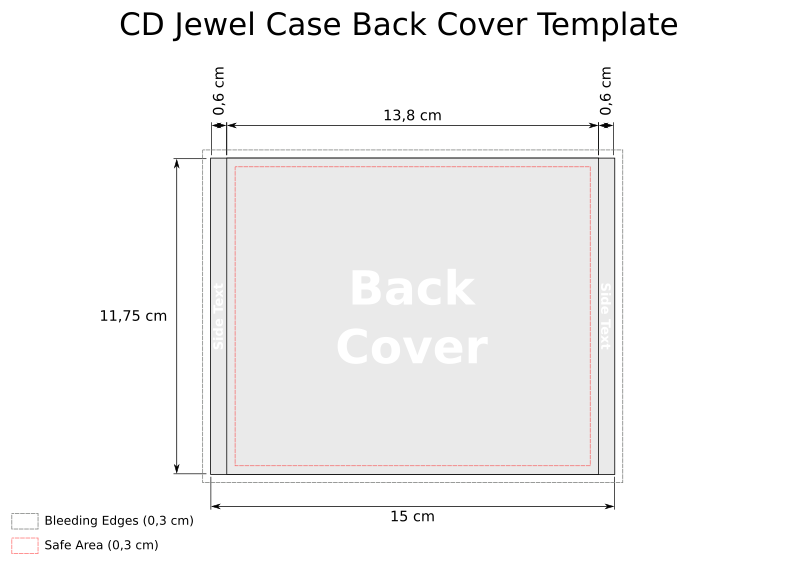 CD Jewel Case Back Cover Template
0,6 cm
13,8 cm
0,6 cm
11,75 cm
Side Text
Back
Cover
Side Text
15 cm
Bleeding Edges (0,3 cm)
Safe Area (0,3 cm)